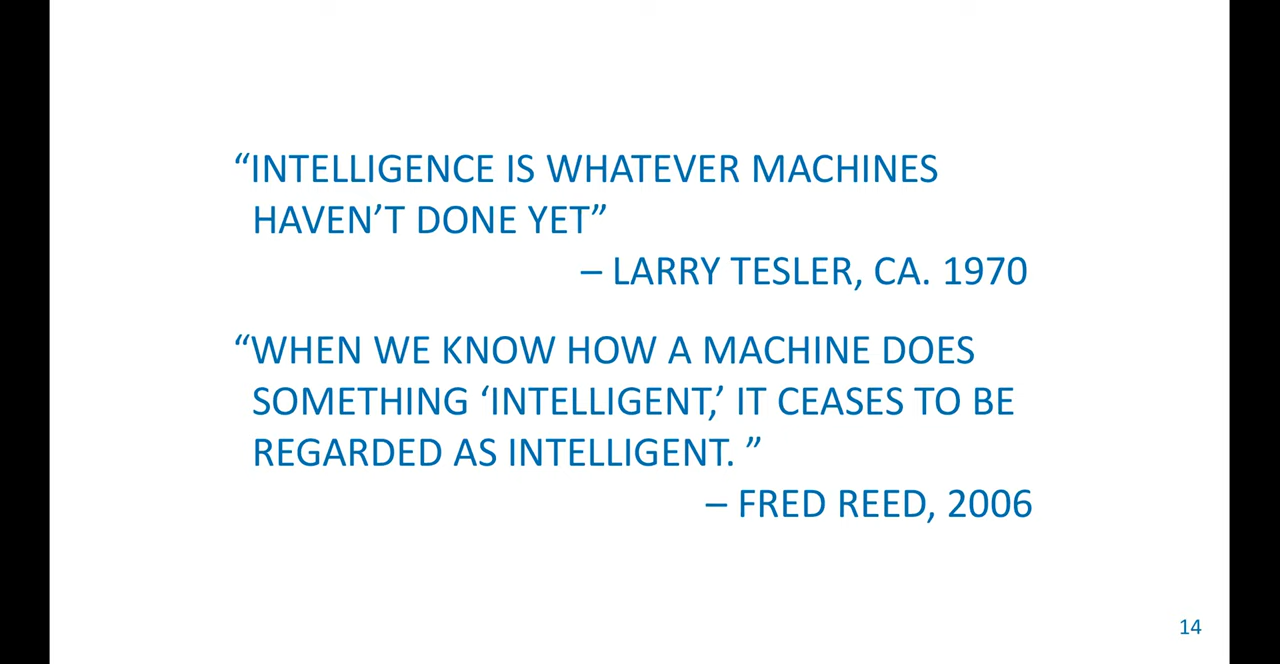 “INTELLIGENCE IS WHATEVER MACHINES
HAVEN’T DONE YET”
– LARRY TESLER, CA. 1970
“WHEN WE KNOW HOW A MACHINE DOES
SOMETHING ‘INTELLIGENT,’ IT CEASES TO BE
REGARDED AS INTELLIGENT. ”
– FRED REED, 2006
14